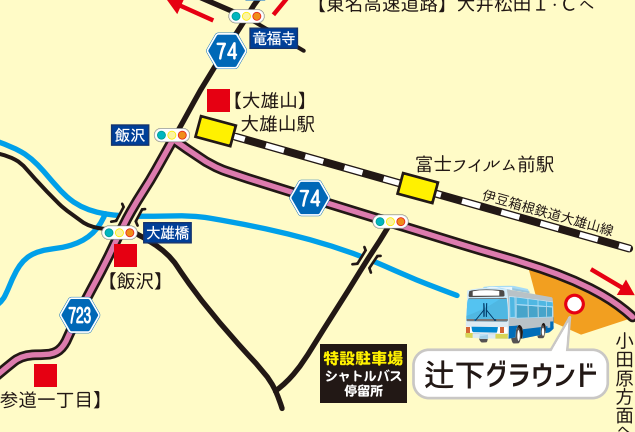 【東名高速道路】大井松田I・Cへ
竜福寺
74
【大雄山】
大雄山駅
飯沢
富士フイルム前駅
伊豆箱根鉄道大雄山線
74
大雄橋
【飯沢】
723
特設駐車場
シャトルバス
停留所
辻下グラウンド
小田原方面へ
参道一丁目】